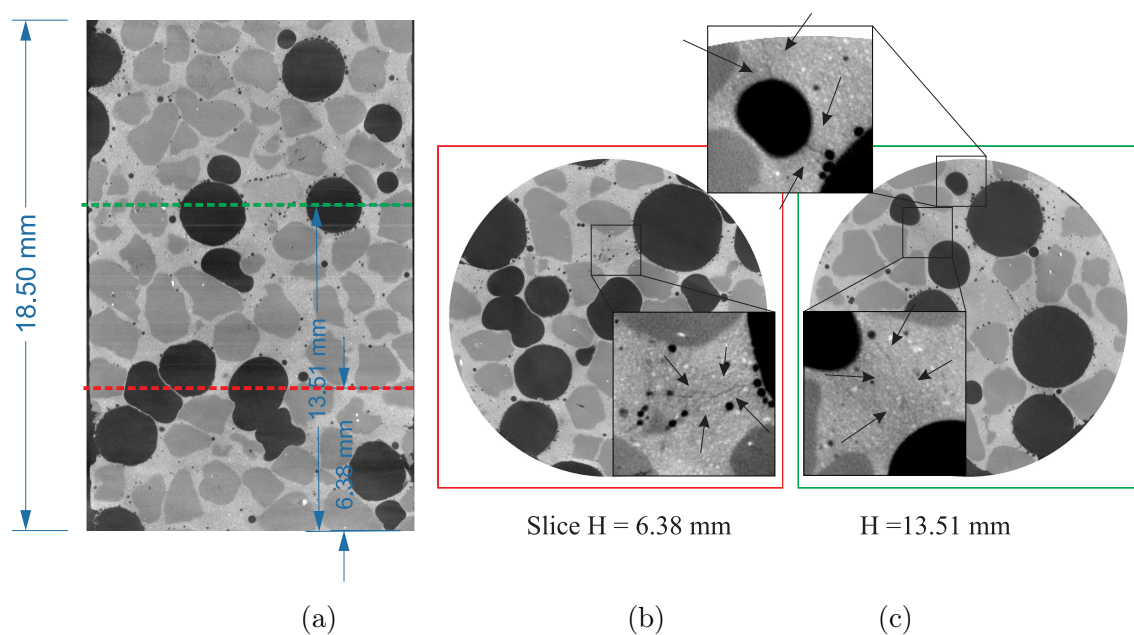 18.50 mm
13.51 mm
6.38 mm
Slice H = 6.38 mm
H =13.51 mm
(a)
(b)
(c)